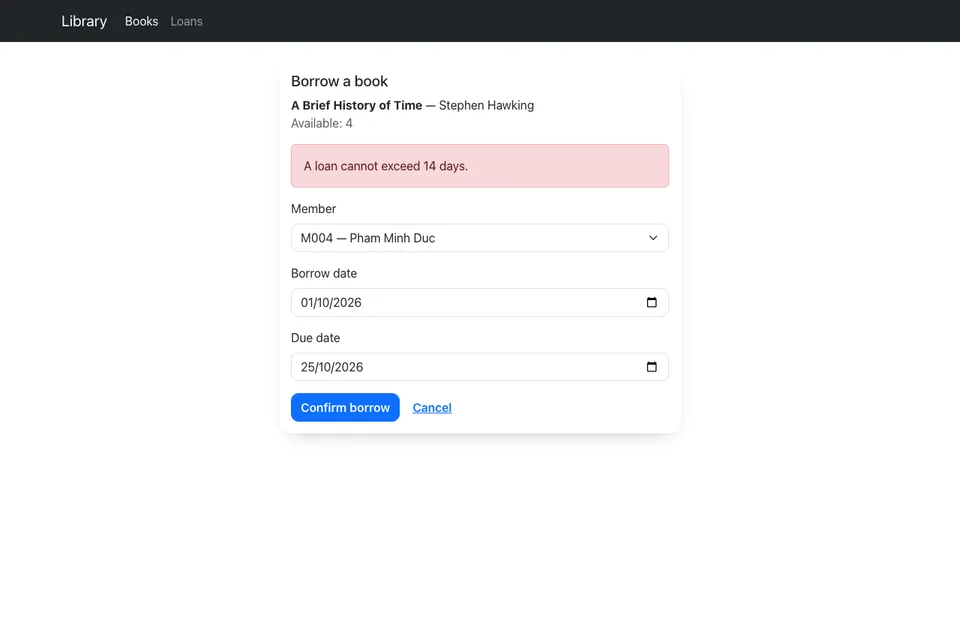 Library Books Loans
Borrow a book
A Brief History of Time — Stephen Hawking
Available: 4
A loan cannot exceed 14 days.
Member
M004 — Pham Minh Duc
Borrow date
01/10/2026
Due date
25/10/2026
Confirm borrow Cancel